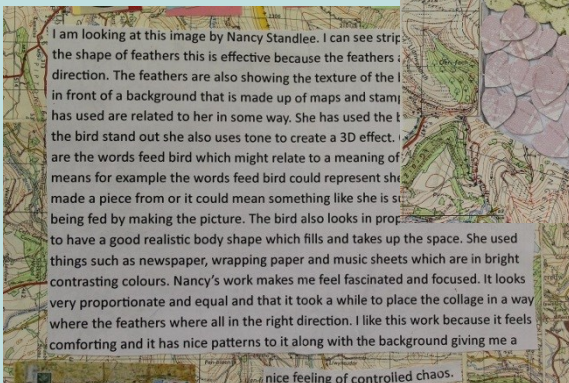 I am looking at this image by Nancy Standlee. I can see strip
the shape of feathers this is effective because the feathers
direction. The feathers are also showing the texture of the
in front of a background that is made up of maps and stamp
has used are related to her in some way. She has used the
the bird stand out she also uses tone to create a 3D effect.
are the words feed bird which might relate to a meaning of
means for example the words feed bird could represent she
made a piece from or it could mean something like she is su
being fed by making the picture. The bird also looks in prop
to have a good realistic body shape which fills and takes up the space. She used
things such as newspaper, wrapping paper and music sheets which are in bright
contrasting colours. Nancy's work makes me feel fascinated and focused. It looks
very proportionate and equal and that it took a while to place the collage in a way
where the feathers where all in the right direction. I like this work because it feels
comforting and it has nice patterns to it along with the background giving me a
nice feeling of controlled chaos.